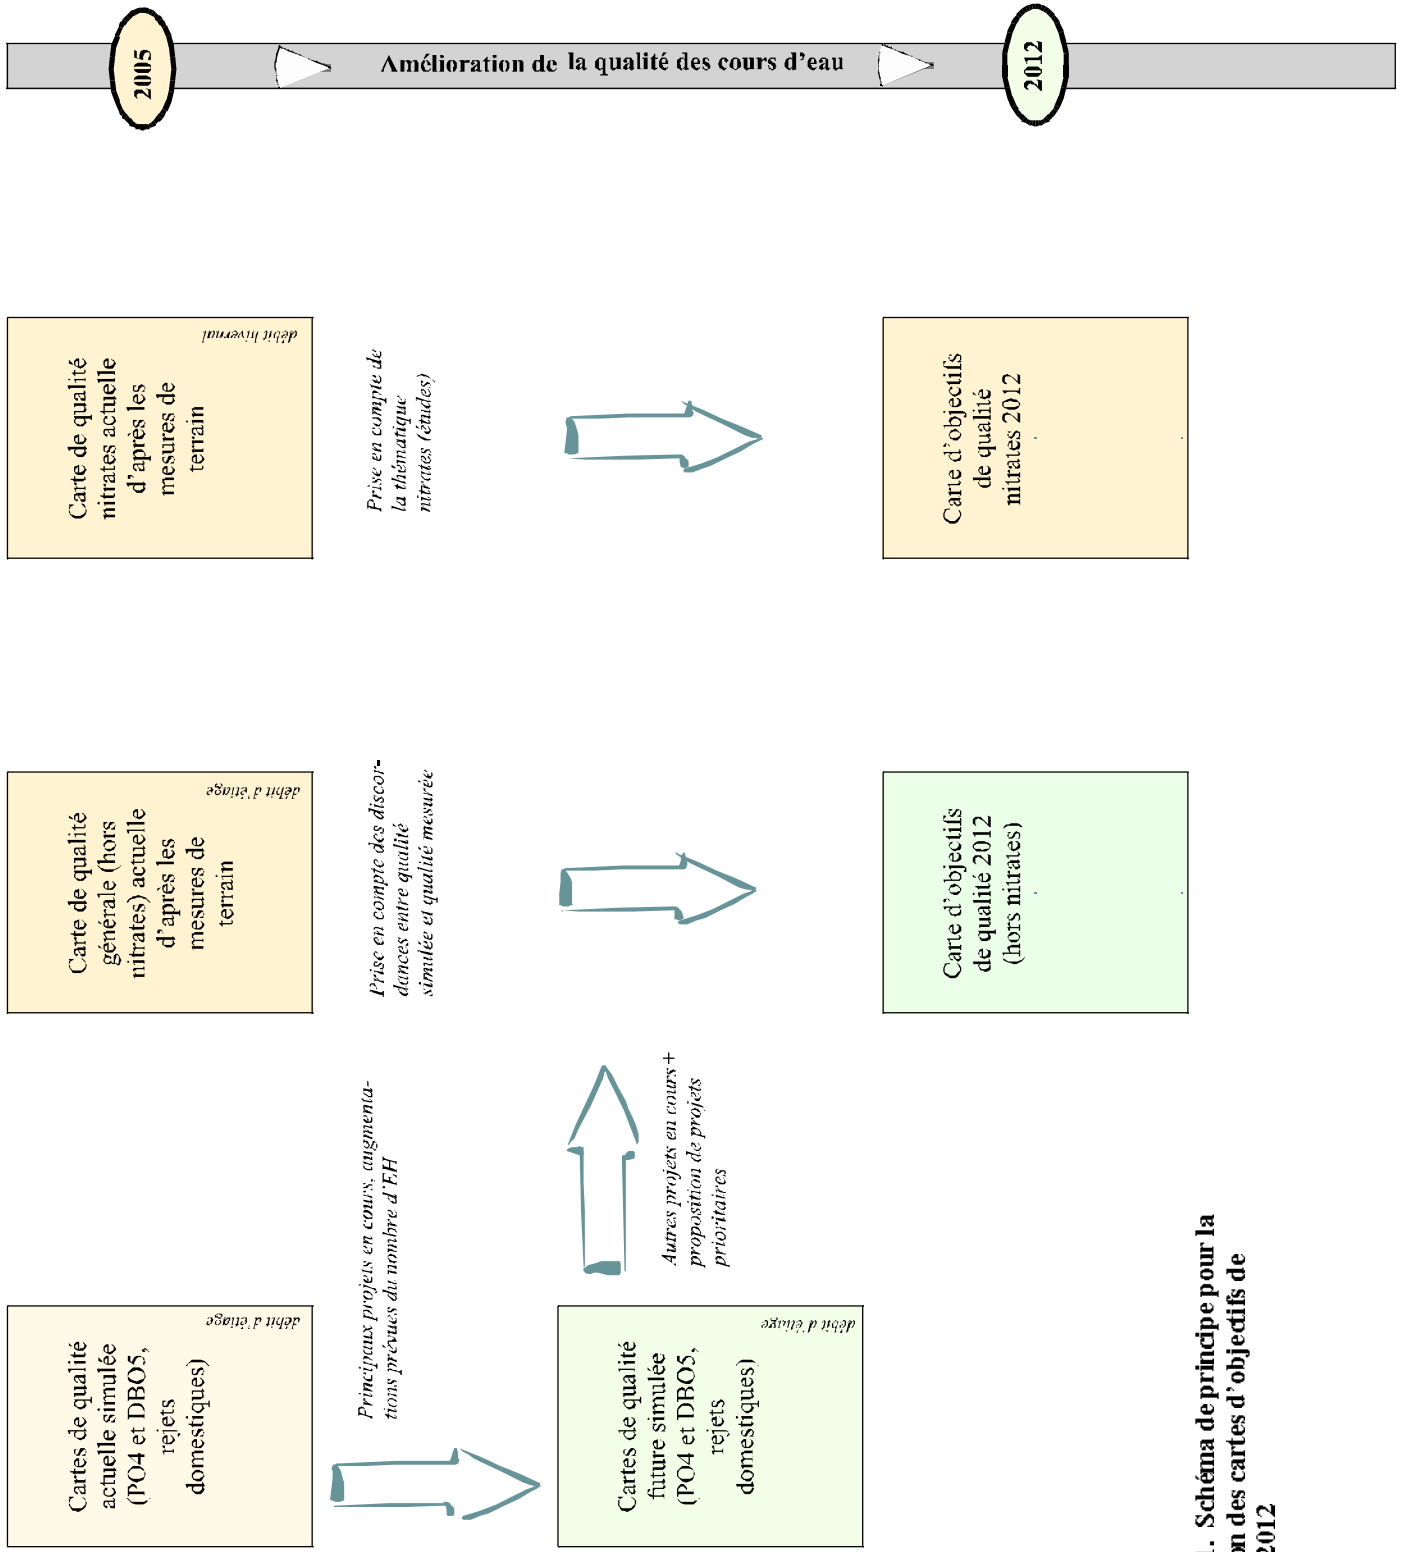 2005
Amélioration de la qualité des cours d'eau
2012
Cartes de qualité
actuelle simulée
(PO4 et DBO5,
rejets
domestiques)
débit d'étiage
Carte de qualité
générale (hors
nitrates) actuelle
d'après les
mesures de
terrain
débit d'étiage
Carte de qualité
nitrates actuelle
d'après les
mesures de
terrain
débit hivernal
Principaux projets en cours, augmenta-
tions prévues du nombre d'EH
Prise en compte des discor-
dances entre qualité
simulée et qualité mesurée
Prise en compte de
la thématique
nitrates (études)
Cartes de qualité
future simulée
(PO4 et DBO5,
rejets
domestiques)
débit d'étiage
Autres projets en cours+
proposition de projets
prioritaires
Carte d'objectifs
de qualité 2012
(hors nitrates)
Carte d'objectifs
de qualité
nitrates 2012
Schéma de principe pour la
des cartes d'objectifs de
2012